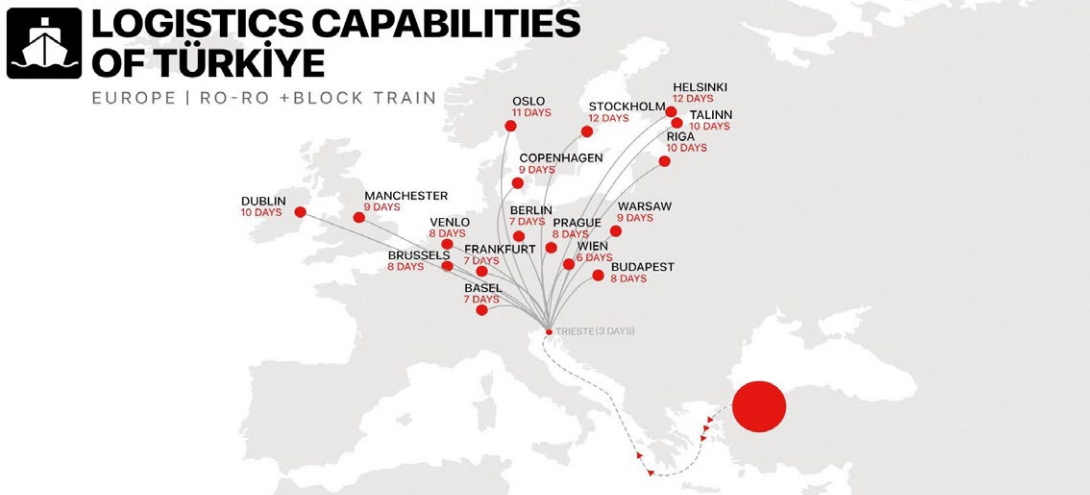 LOGISTICS CAPABILITIES
OF TÜRKİYE
EUROPE | RO-RO +BLOCK TRAIN
HELSINKI
12 DAYS
OSLO
11 DAYS
STOCKHOLM
12 DAYS
TALINN
10 DAYS
RIGA
10 DAYS
COPENHAGEN
9 DAYS
DUBLIN
10 DAYS
MANCHESTER
9 DAYS
BERLIN
7 DAYS
WARSAW
9 DAYS
VENLO
8 DAYS
PRAGUE
8 DAYS
BRUSSELS
8 DAYS
FRANKFURT
7 DAYS
WIEN
6 DAYS
BUDAPEST
8 DAYS
BASEL
7 DAYS
TRIESTE (3 DAYS)